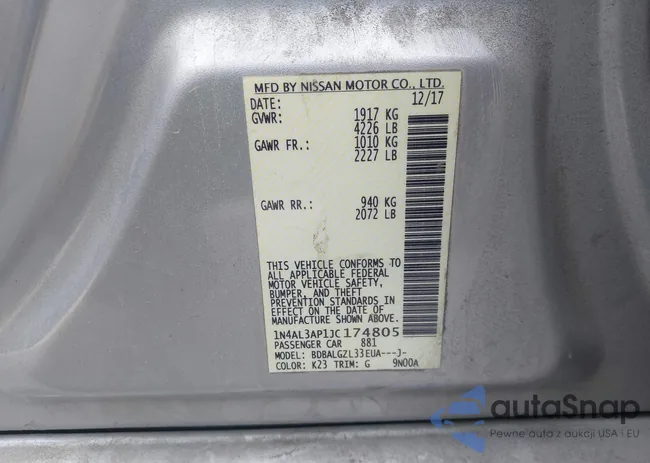 MFD BY NISSAN MOTOR CO., LTD.
DATE: 12/17
GVWR: 1917 KG
4226 LB
GAWR FR.: 1010 KG
2227 LB
GAWR RR.: 940 KG
2072 LB
THIS VEHICLE CONFORMS TO
ALL APPLICABLE FEDERAL
MOTOR VEHICLE SAFETY,
BUMPER, AND THEFT
PREVENTION STANDARDS IN
EFFECT ON THE DATE OF
MANUFACTURE SHOWN ABOVE.
1N4AL3AP1JC174805
PASSENGER CAR 881
MODEL: BDBALGZL33EUA---J-
COLOR: K23 TRIM: G 9N00A
autoSnap
Pewne auto z aukcji USA i EU